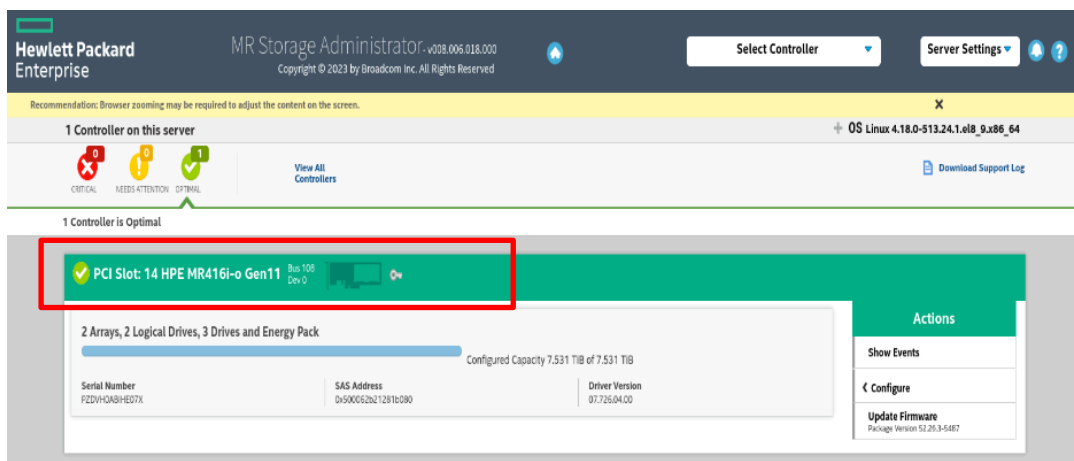 Hewlett Packard
Enterprise
MR Storage Administrator- v008.006.018.000
Copyright © 2023 by Broadcom Inc. All Rights Reserved
Select Controller
Server Settings
Recommendation: Browser zooming may be required to adjust the content on the screen.
1 Controller on this server
OS Linux 4.18.0-513.24.1.el8_9.x86_64
0
0
1
CRITICAL
NEEDS ATTENTION
OPTIMAL
View All
Controllers
Download Support Log
1 Controller is Optimal
PCI Slot: 14 HPE MR416i-o Gen11
Bus 108
Dev 0
2 Arrays, 2 Logical Drives, 3 Drives and Energy Pack
Configured Capacity 7.531 TIB of 7.531 TIB
Serial Number
PZDVH0ABIHE07X
SAS Address
0x500062b21281b080
Driver Version
07.726.04.00
Actions
Show Events
Configure
Update Firmware
Package Version 52.26.3-5487